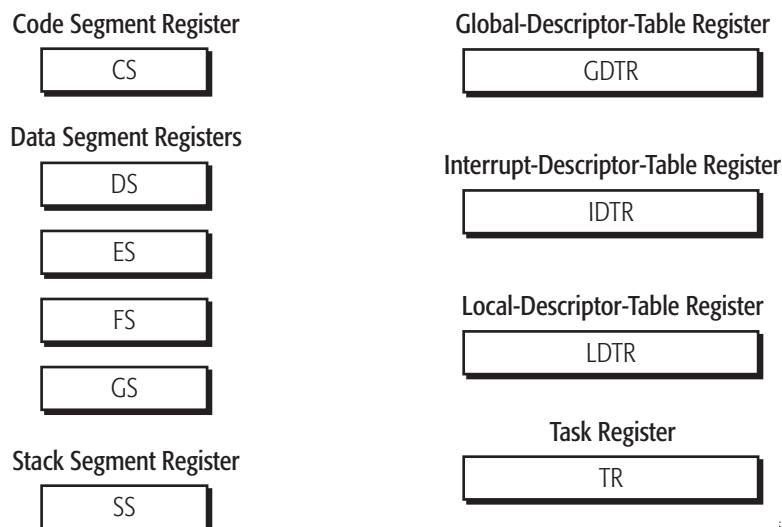 Code Segment Register
CS
Data Segment Registers
DS
ES
FS
GS
Stack Segment Register
SS
Global-Descriptor-Table Register
GDTR
Interrupt-Descriptor-Table Register
IDTR
Local-Descriptor-Table Register
LDTR
Task Register
TR